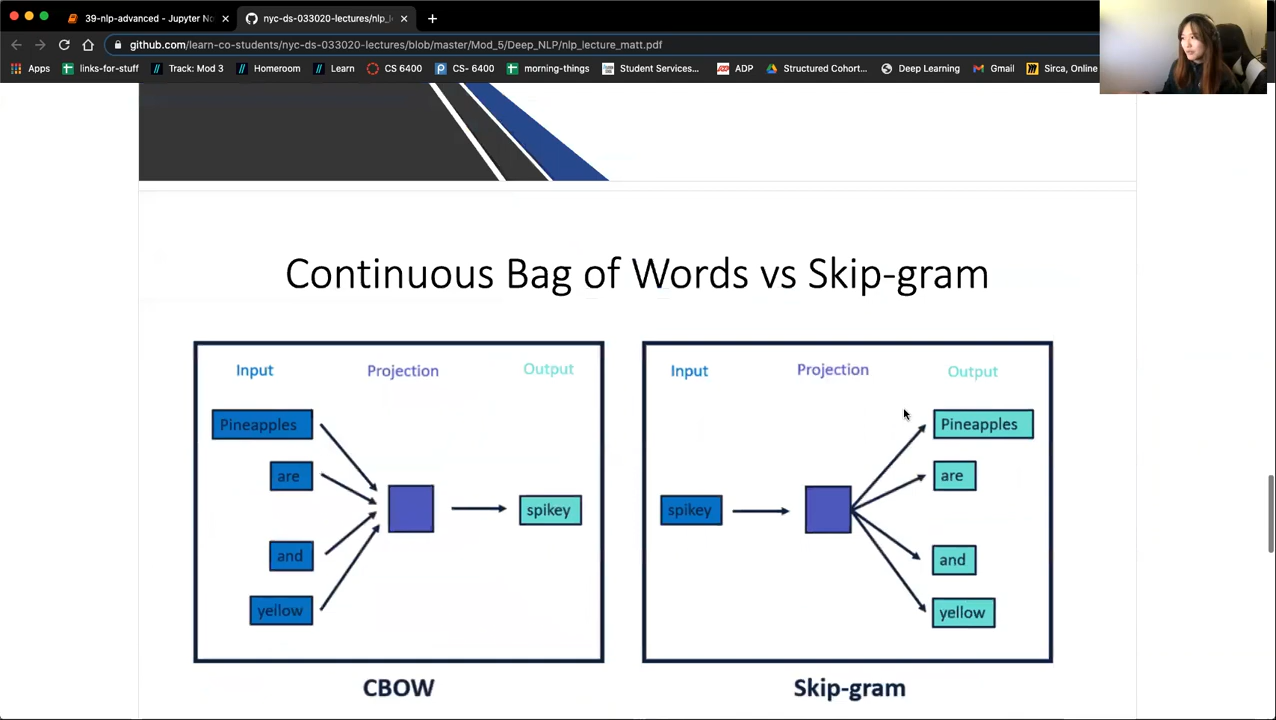 39-nlp-advanced - Jupyter No
nyc-ds-033020-lectures/nlp_l
github.com/learn-co-students/nyc-ds-033020-lectures/blob/master/Mod_5/Deep_NLP/nlp_lecture_matt.pdf
Apps links-for-stuff Track: Mod 3 Homeroom Learn CS 6400 CS- 6400 morning-things Student Services... ADP Structured Cohort... Deep Learning Gmail Sirca, Online
Continuous Bag of Words vs Skip-gram
Input Projection Output
Pineapples
are
spikey
and
yellow
CBOW
Input Projection Output
Pineapples
are
spikey
and
yellow
Skip-gram